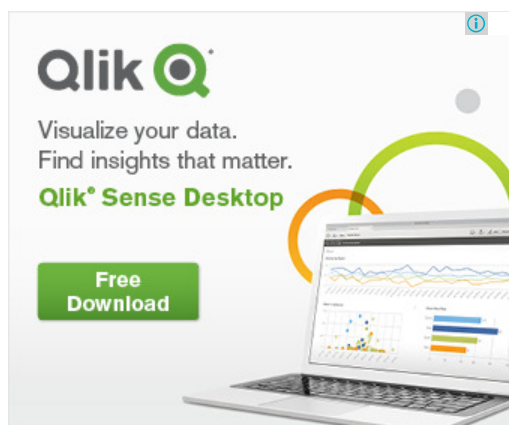 Qlik
Visualize your data.
Find insights that matter.
Qlik® Sense Desktop
Free
Download